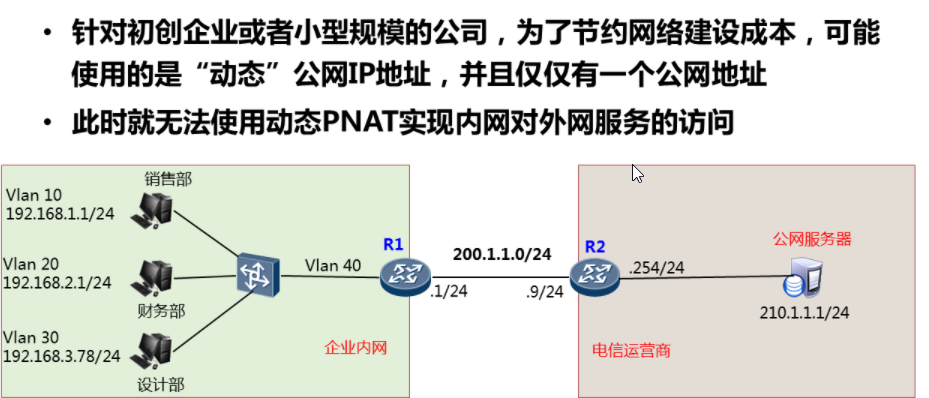 • 针对初创企业或者小型规模的公司，为了节约网络建设成本，可能
使用的是“动态”公网IP地址，并且仅仅有一个公网地址
• 此时就无法使用动态PNAT实现内网对外网服务的访问
销售部
Vlan 10
192.168.1.1/24
Vlan 20
192.168.2.1/24
财务部
Vlan 30
192.168.3.78/24
设计部
Vlan 40
企业内网
R1
.1/24
200.1.1.0/24
.9/24
R2
.254/24
公网服务器
210.1.1.1/24
电信运营商